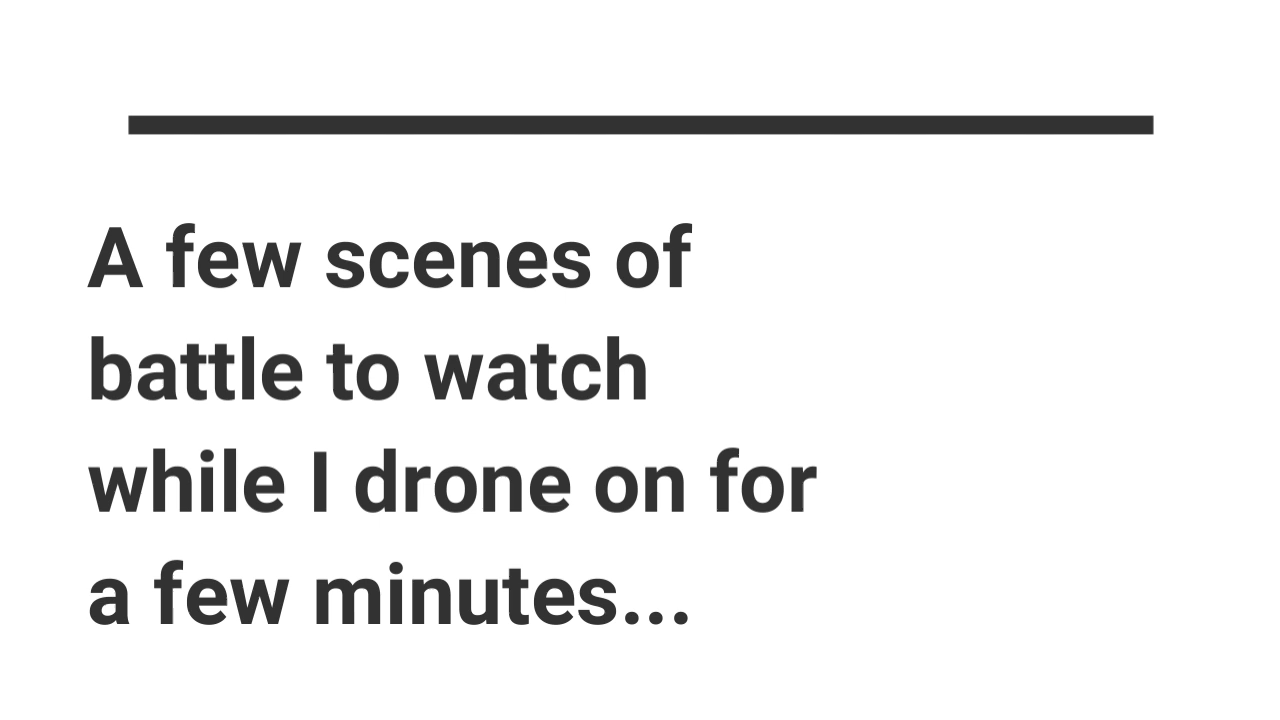 A few scenes of
battle to watch
while I drone on for
a few minutes...